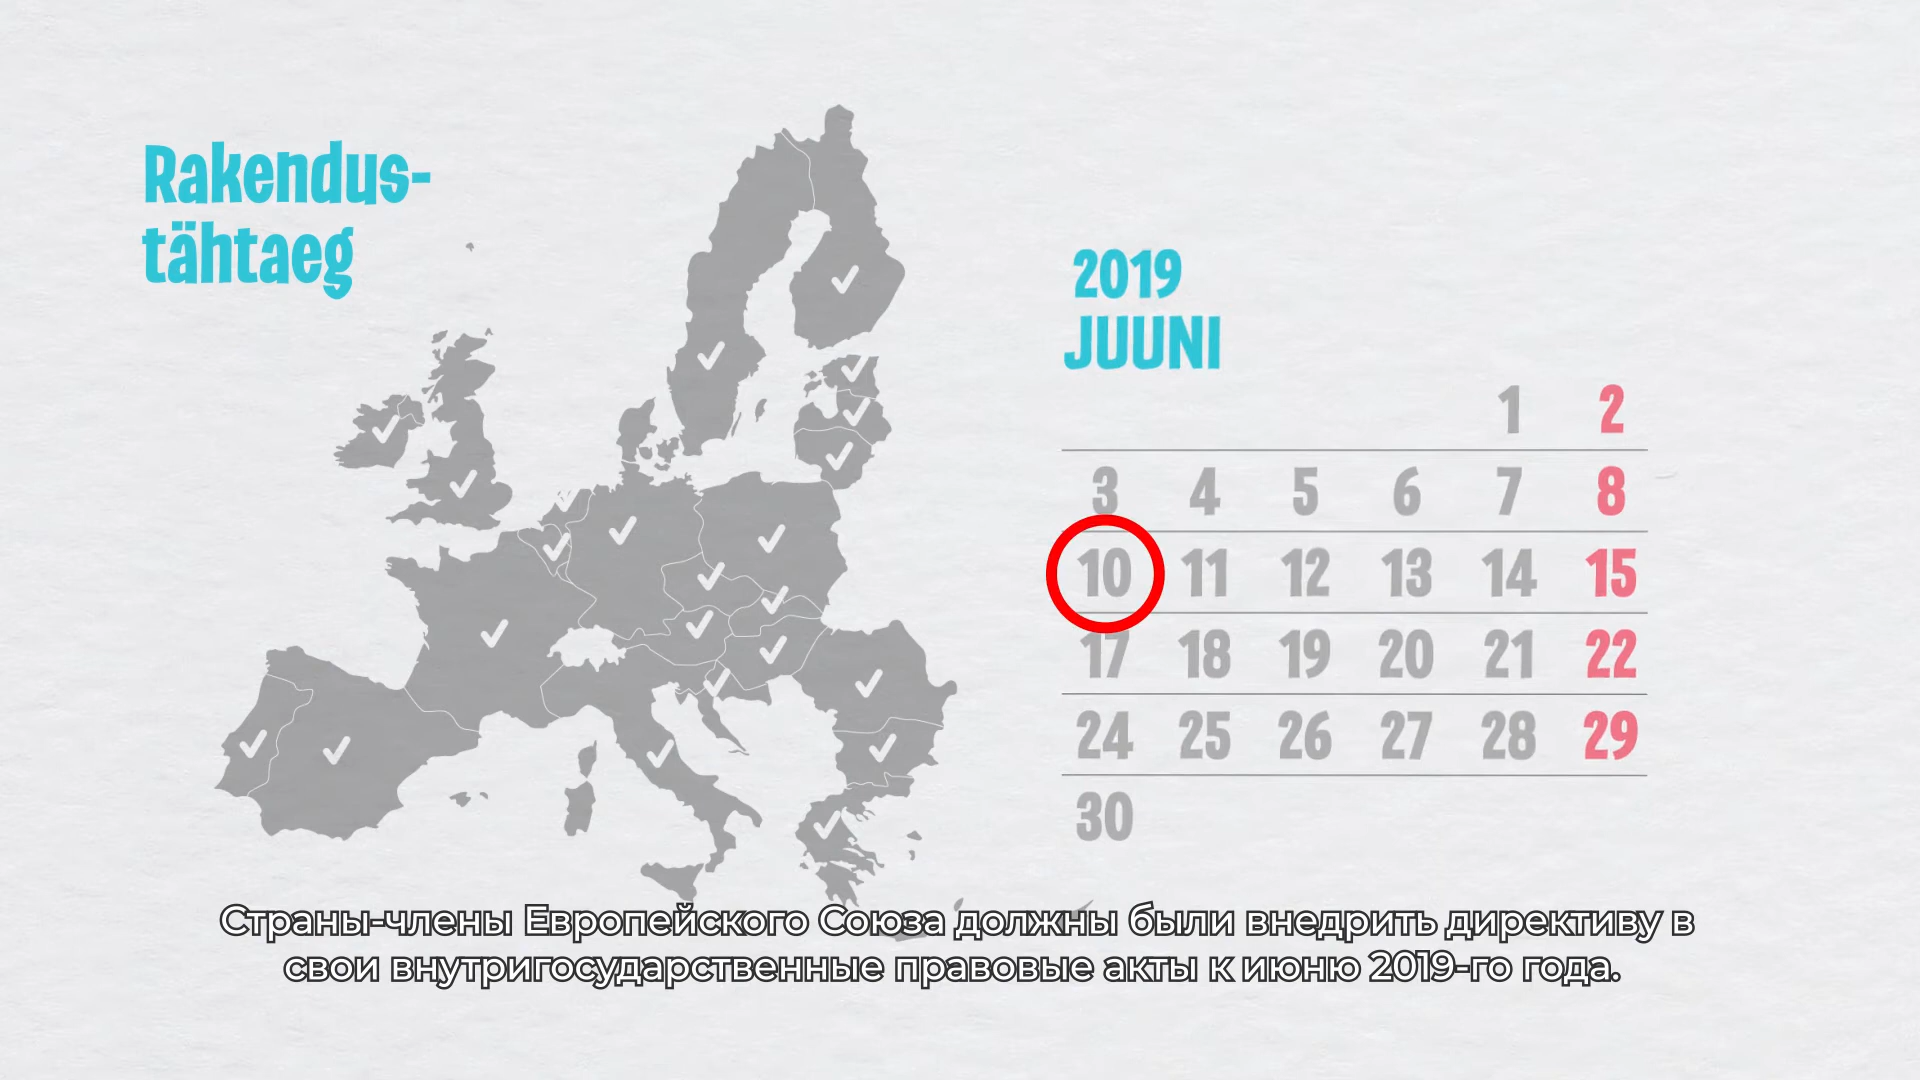 Rakendus-
tähtaeg
2019
JUUNI
1 2
3 4 5 6 7 8
10 11 12 13 14 15
17 18 19 20 21 22
24 25 26 27 28 29
30
Страны-члены Европейского Союза должны были внедрить директиву в
свои внутригосударственные правовые акты к июню 2019-го года.